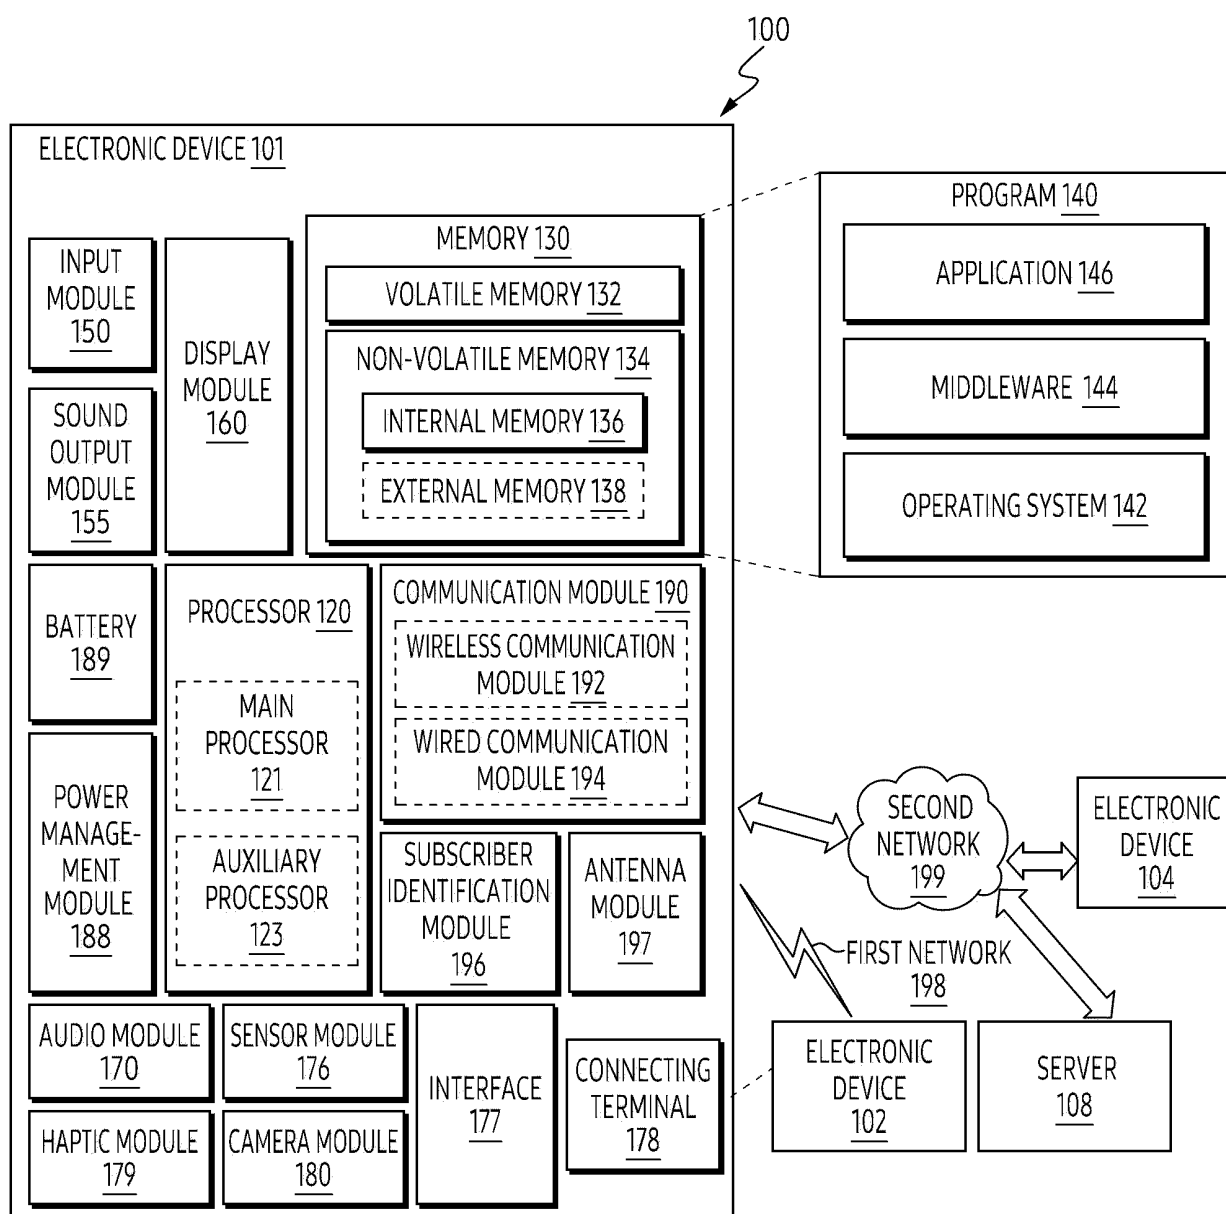 100
ELECTRONIC DEVICE 101
INPUT
MODULE
150
SOUND
OUTPUT
MODULE
155
DISPLAY
MODULE
160
MEMORY 130
VOLATILE MEMORY 132
NON-VOLATILE MEMORY 134
INTERNAL MEMORY 136
EXTERNAL MEMORY 138
PROGRAM 140
APPLICATION 146
MIDDLEWARE 144
OPERATING SYSTEM 142
BATTERY
189
POWER
MANAGE-
MENT MODULE
188
PROCESSOR 120
MAIN
PROCESSOR
121
AUXILIARY
PROCESSOR
123
COMMUNICATION MODULE 190
WIRELESS COMMUNICATION
MODULE 192
WIRED COMMUNICATION
MODULE 194
SUBSCRIBER
IDENTIFICATION
MODULE
196
ANTENNA
MODULE
197
AUDIO MODULE
170
SENSOR MODULE
176
HAPTIC MODULE
179
CAMERA MODULE
180
INTERFACE
177
CONNECTING
TERMINAL
178
SECOND
NETWORK
199
ELECTRONIC
DEVICE
104
FIRST NETWORK
198
ELECTRONIC
DEVICE
102
SERVER
108